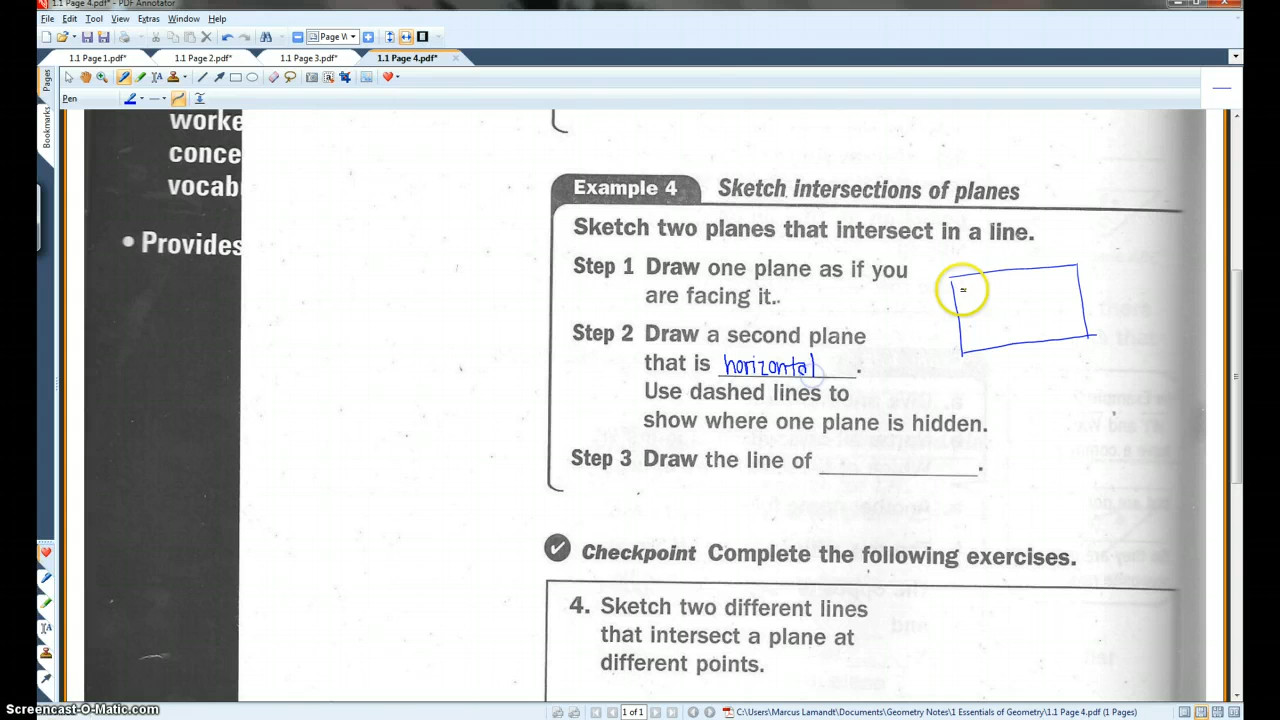 1.1 Page 4.pdf* - PDF Annotator
File Edit View Tools Extras Window Help
Page W
1.1 Page 1.pdf* 1.1 Page 2.pdf* 1.1 Page 3.pdf* 1.1 Page 4.pdf*
Pen
Pages
Bookmarks
worke
conce
vocab
• Provides
Example 4 Sketch intersections of planes
Sketch two planes that intersect in a line.
Step 1 Draw one plane as if you
are facing it.
Step 2 Draw a second plane
that is horizontal.
Use dashed lines to
show where one plane is hidden.
Step 3 Draw the line of ____________.
Checkpoint Complete the following exercises.
4. Sketch two different lines
that intersect a plane at
different points.
Screencast-O-Matic.com
1 of 1
C:\Users\Marcus Lamandt\Documents\Geometry Notes\1 Essentials of Geometry\1.1 Page 4.pdf (1 Pages)